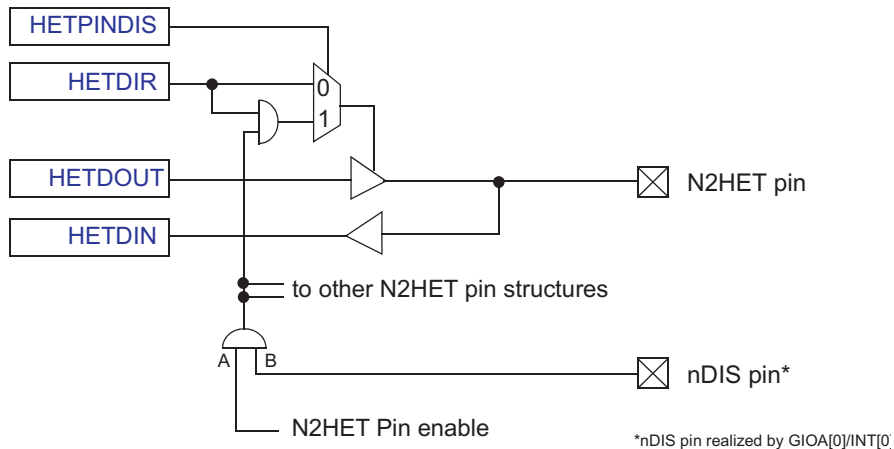 HETPINDIS
HETDIR
0
1
HETDOUT
N2HET pin
HETDIN
to other N2HET pin structures
A
B
nDIS pin*
N2HET Pin enable
*nDIS pin realized by GIOA[0]/INT[0]